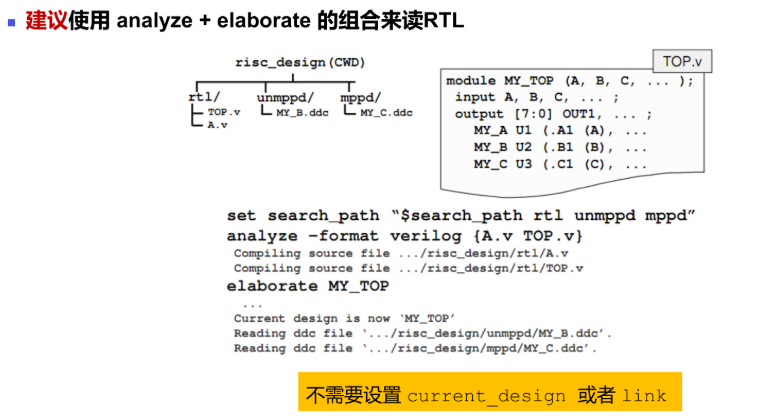 建议使用 analyze + elaborate 的组合来读RTL
risc_design(CWD)
rtl/ unmppd/ mppd/
TOP.v MY_B.ddc MY_C.ddc
A.v
TOP.v
module MY_TOP (A, B, C, ... );
input A, B, C, ... ;
output [7:0] OUT1, ... ;
MY_A U1 (.A1 (A), ...
MY_B U2 (.B1 (B), ...
MY_C U3 (.C1 (C), ...
set search_path “$search_path rtl unmppd mppd”
analyze –format verilog {A.v TOP.v}
Compiling source file .../risc_design/rtl/A.v
Compiling source file .../risc_design/rtl/TOP.v
elaborate MY_TOP
...
Current design is now ‘MY_TOP’
Reading ddc file ‘.../risc_design/unmppd/MY_B.ddc’.
Reading ddc file ‘.../risc_design/mppd/MY_C.ddc’.
不需要设置 current_design 或者 link